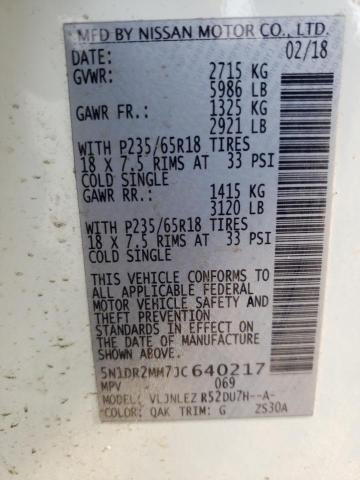 MFD BY NISSAN MOTOR CO., LTD.
DATE: 02/18
GVWR: 2715 KG
5986 LB
GAWR FR.: 1325 KG
2921 LB
WITH P235/65R18 TIRES
18 X 7.5 RIMS AT 33 PSI
COLD SINGLE
GAWR RR.: 1415 KG
3120 LB
WITH P235/65R18 TIRES
18 X 7.5 RIMS AT 33 PSI
COLD SINGLE
THIS VEHICLE CONFORMS TO
ALL APPLICABLE FEDERAL
MOTOR VEHICLE SAFETY AND
THEFT PREVENTION
STANDARDS IN EFFECT ON
THE DATE OF MANUFACTURE
SHOWN ABOVE.
5N1DR2MM7JC640217
MPV 069
MODEL: VLJNLEZ R52DU7H--A-
COLOR: QAK TRIM: G ZS30A